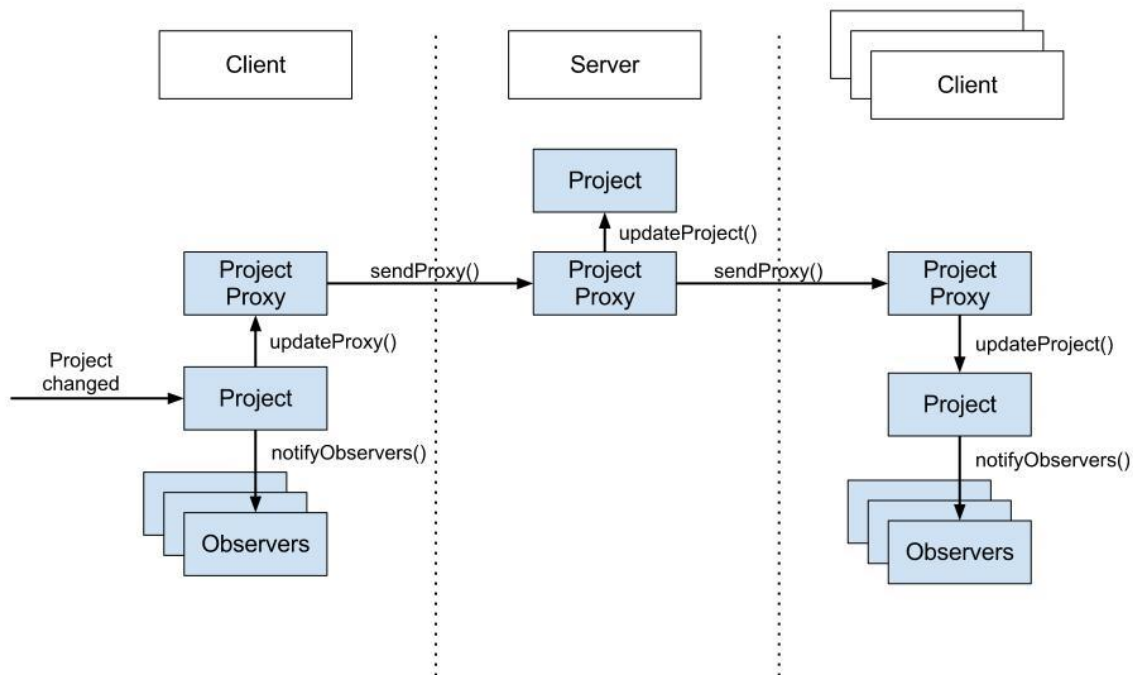 Client
Server
Client
Project
updateProject()
Project
Proxy
sendProxy()
Project
Proxy
sendProxy()
Project
Proxy
updateProxy()
updateProject()
Project
changed
Project
Project
notifyObservers()
notifyObservers()
Observers
Observers